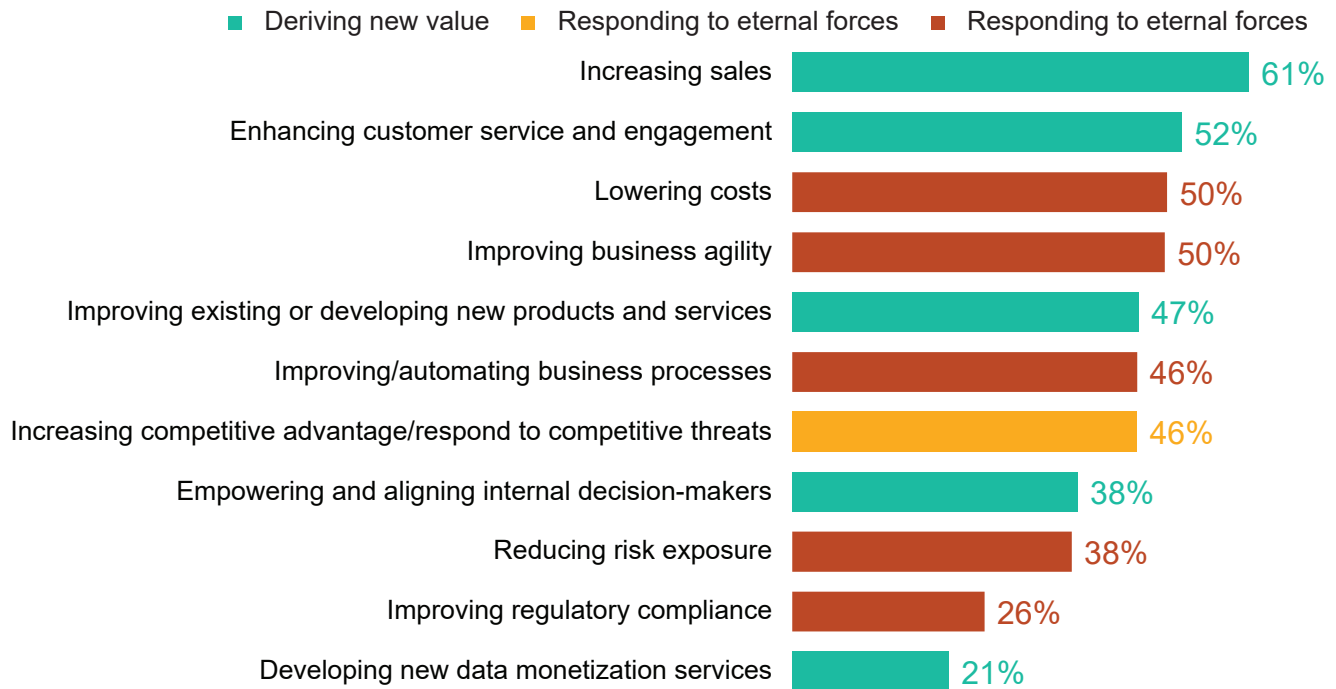 Deriving new value Responding to eternal forces Responding to eternal forces
Increasing sales 61%
Enhancing customer service and engagement 52%
Lowering costs 50%
Improving business agility 50%
Improving existing or developing new products and services 47%
Improving/automating business processes 46%
Increasing competitive advantage/respond to competitive threats 46%
Empowering and aligning internal decision-makers 38%
Reducing risk exposure 38%
Improving regulatory compliance 26%
Developing new data monetization services 21%